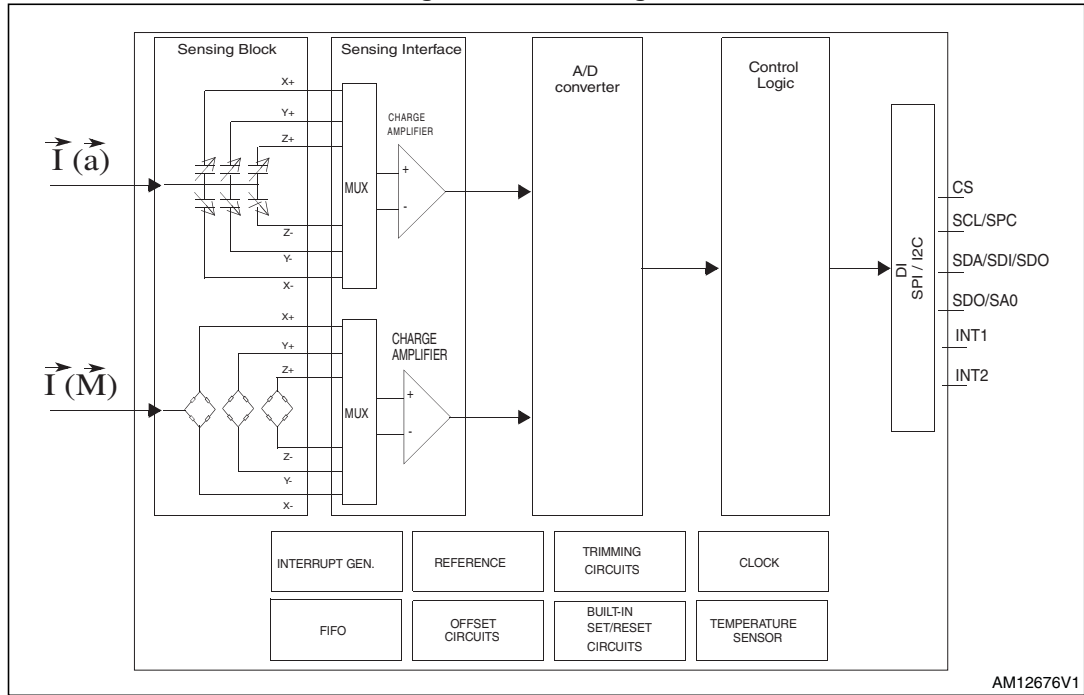 Sensing Block
Sensing Interface
A/D
converter
Control
Logic
X+
Y+
Z+
CHARGE
AMPLIFIER
I (a)
MUX
+
-
Z-
Y-
X-
X+
Y+
Z+
CHARGE
AMPLIFIER
I (M)
MUX
+
-
Z-
Y-
X-
DI
SPI / I2C
CS
SCL/SPC
SDA/SDI/SDO
SDO/SA0
INT1
INT2
INTERRUPT GEN.
REFERENCE
TRIMMING
CIRCUITS
CLOCK
FIFO
OFFSET
CIRCUITS
BUILT-IN
SET/RESET
CIRCUITS
TEMPERATURE
SENSOR
AM12676V1